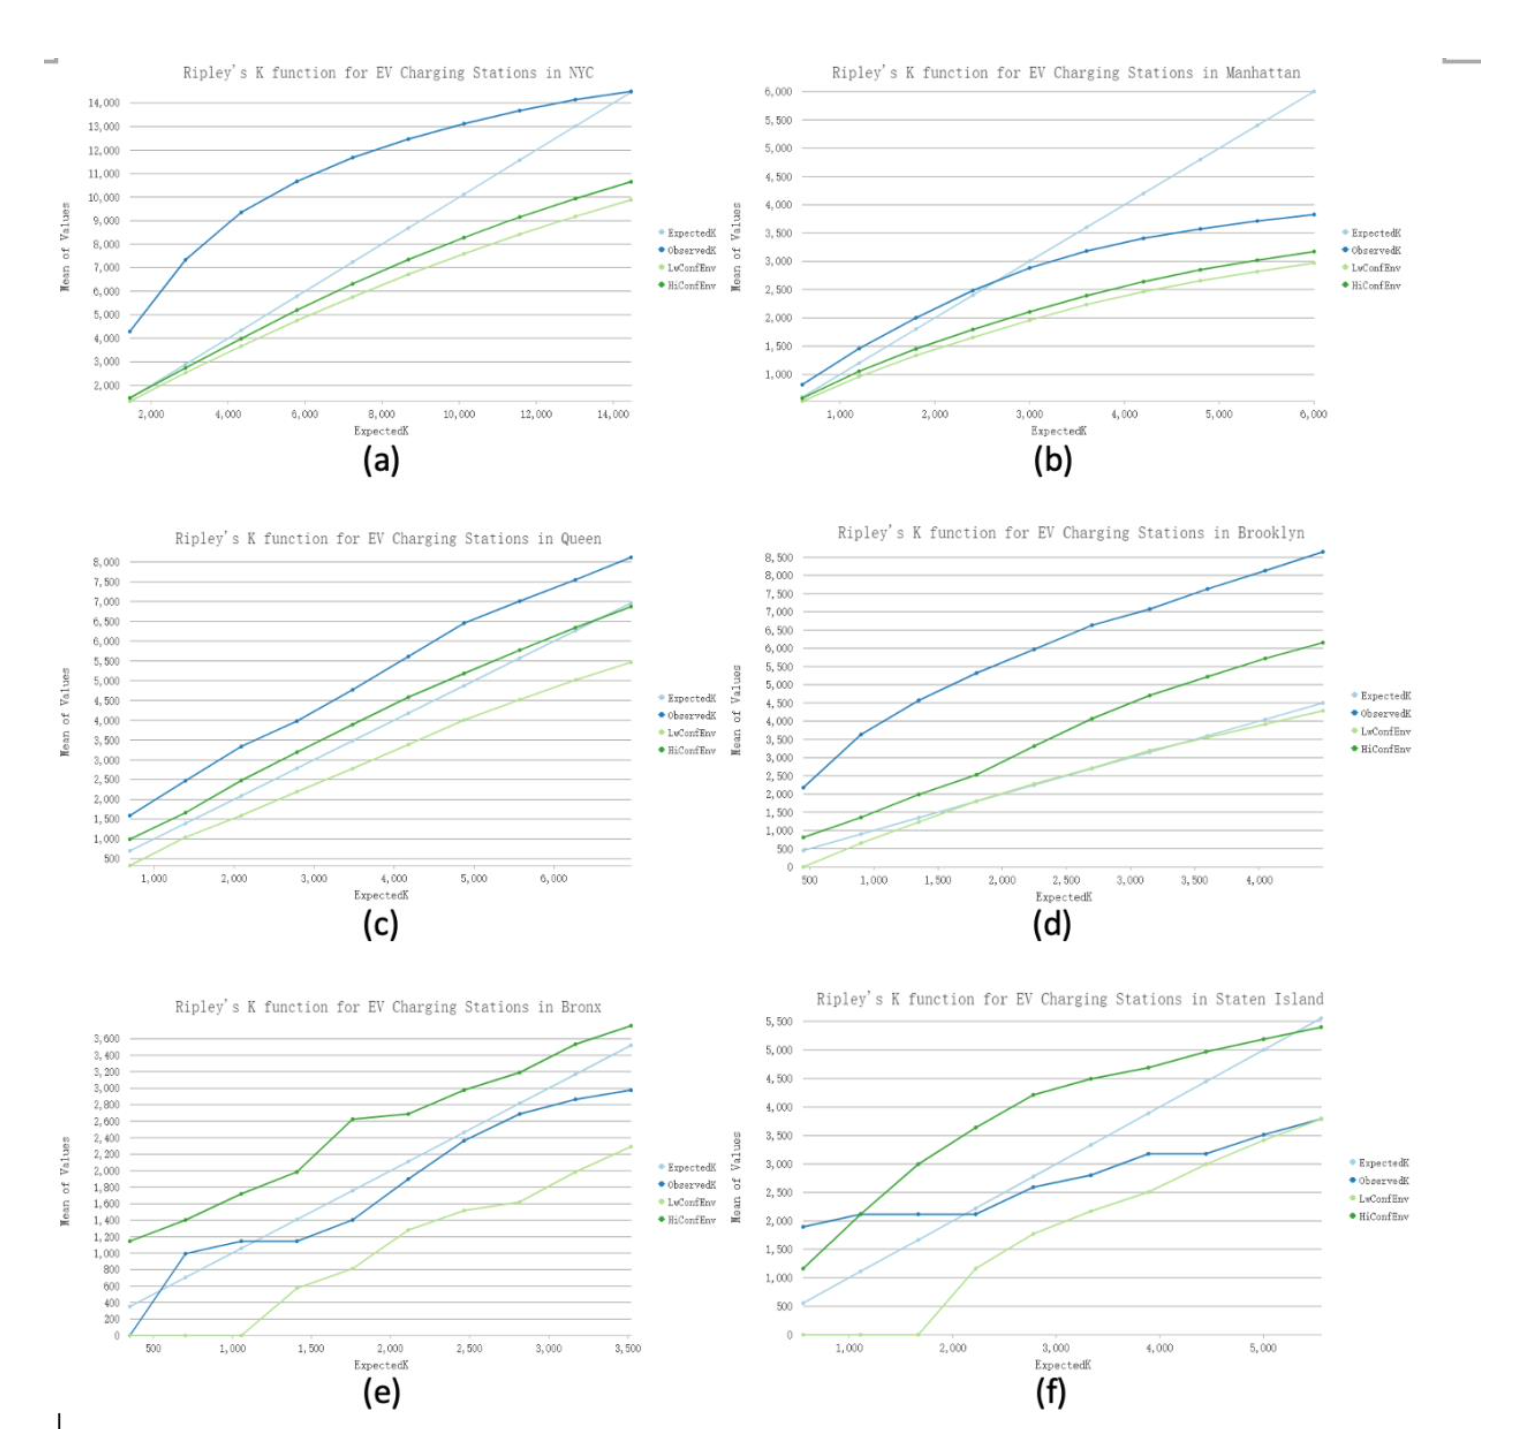 Ripley's K function for EV Charging Stations in NYC
14,000
13,000
12,000
11,000
10,000
9,000
8,000
7,000
6,000
5,000
4,000
3,000
2,000
Mean of Values
2,000 4,000 6,000 8,000 10,000 12,000 14,000
ExpectedK
ExpectedK
ObservedK
LwConfEnv
HiConfEnv
(a)
Ripley's K function for EV Charging Stations in Manhattan
6,000
5,500
5,000
4,500
4,000
3,500
3,000
2,500
2,000
1,500
1,000
Mean of Values
1,000 2,000 3,000 4,000 5,000 6,000
ExpectedK
ExpectedK
ObservedK
LwConfEnv
HiConfEnv
(b)
Ripley's K function for EV Charging Stations in Queen
8,000
7,500
7,000
6,500
6,000
5,500
5,000
4,500
4,000
3,500
3,000
2,500
2,000
1,500
1,000
500
Mean of Values
1,000 2,000 3,000 4,000 5,000 6,000
ExpectedK
ExpectedK
ObservedK
LwConfEnv
HiConfEnv
(c)
Ripley's K function for EV Charging Stations in Brooklyn
8,500
8,000
7,500
7,000
6,500
6,000
5,500
5,000
4,500
4,000
3,500
3,000
2,500
2,000
1,500
1,000
500
0
Mean of Values
500 1,000 1,500 2,000 2,500 3,000 3,500 4,000
ExpectedK
ExpectedK
ObservedK
LwConfEnv
HiConfEnv
(d)
Ripley's K function for EV Charging Stations in Bronx
3,600
3,400
3,200
3,000
2,800
2,600
2,400
2,200
2,000
1,800
1,600
1,400
1,200
1,000
800
600
400
200
0
Mean of Values
500 1,000 1,500 2,000 2,500 3,000 3,500
ExpectedK
ExpectedK
ObservedK
LwConfEnv
HiConfEnv
(e)
Ripley's K function for EV Charging Stations in Staten Island
5,500
5,000
4,500
4,000
3,500
3,000
2,500
2,000
1,500
1,000
500
0
Mean of Values
1,000 2,000 3,000 4,000 5,000
ExpectedK
ExpectedK
ObservedK
LwConfEnv
HiConfEnv
(f)